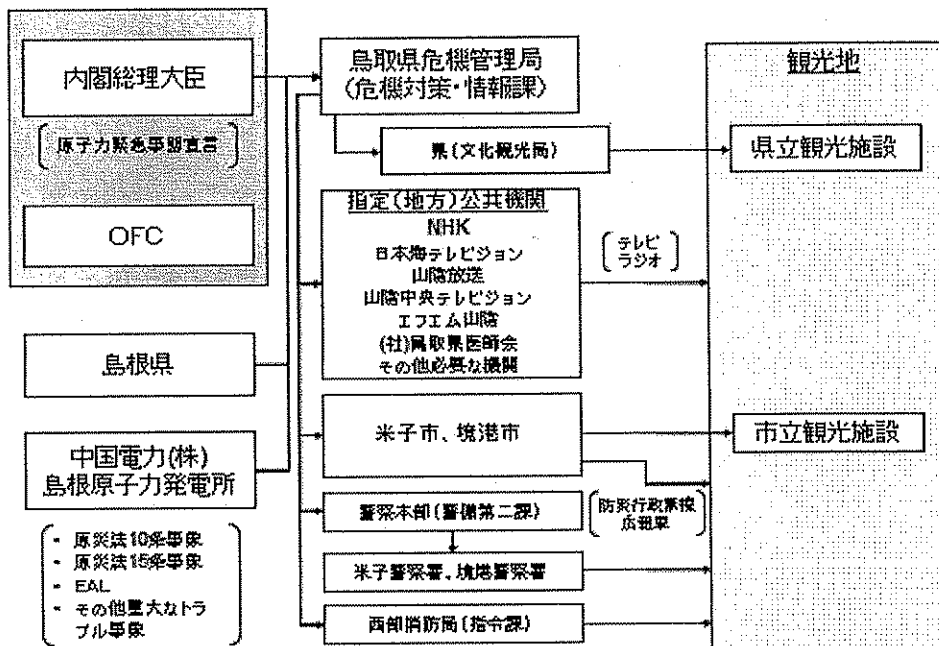 内閣総理大臣
原子力緊急事態宣言
OFC
島根県
中国電力(株)
島根原子力発電所
・ 原災法10条事象
・ 原災法15条事象
・ EAL
・ その他重大なトラ
ブル事象
鳥取県危機管理局
(危機対策・情報課)
県(文化観光局)
指定(地方)公共機関
NHK
日本海テレビジョン
山陰放送
山陰中央テレビジョン
エフエム山陰
(社)鳥取県医師会
その他必要な機関
米子市、境港市
警察本部(警備第二課)
米子警察署、境港警察署
西部消防局(指令課)
テレビ
ラジオ
防災行政無線
広報車
観光地
県立観光施設
市立観光施設